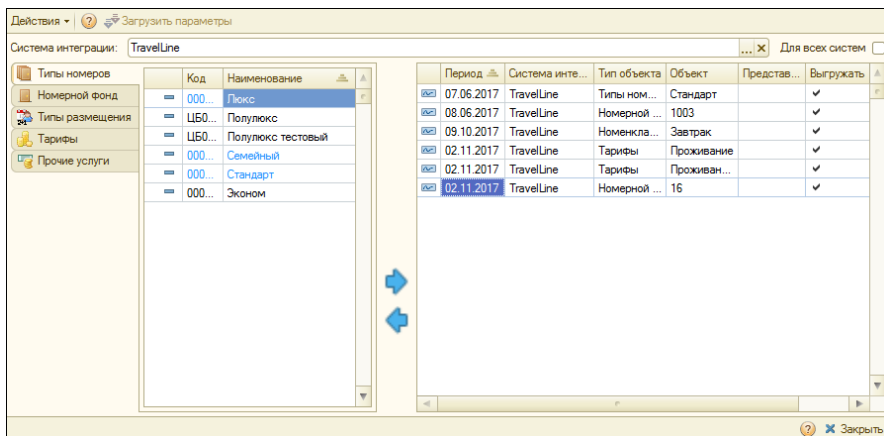 Действия Загрузить параметры
Система интеграции: TravelLine ... Для всех систем
Типы номеров
Номерной Фонд
Типы размещения
Тарифы
Прочие услуги
Код Наименование
000... Люкс
ЦБ0... Полулюкс
ЦБ0... Полулюкс тестовый
000... Семейный
000... Стандарт
000... Эконом
Период Система инте... Тип объекта Объект Представ... Выгружать
07.06.2017 TravelLine Типы ном... Стандарт
08.06.2017 TravelLine Номерной ... 1003
09.10.2017 TravelLine Номенкла... Завтрак
02.11.2017 TravelLine Тарифы Проживание
02.11.2017 TravelLine Тарифы Проживан...
02.11.2017 TravelLine Номерной ... 16
Закрыть